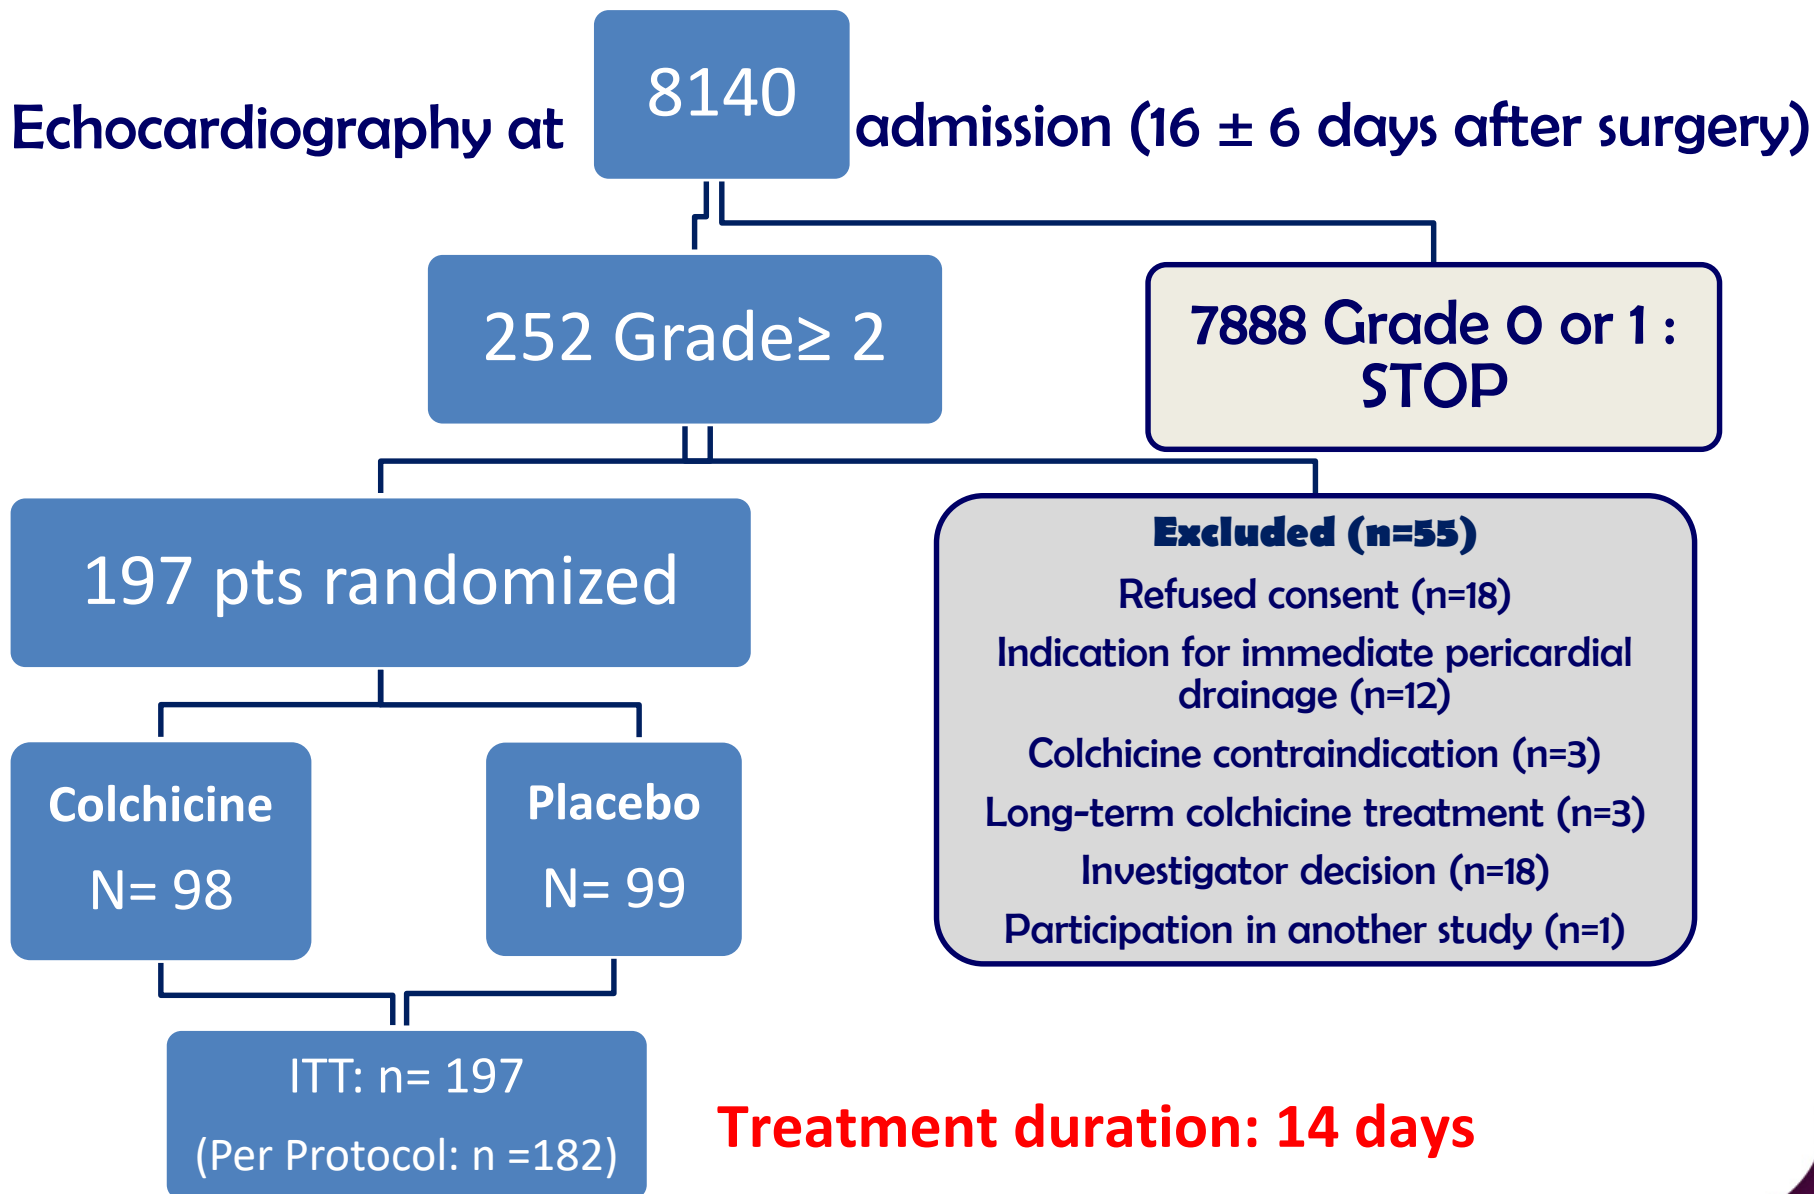 8140
Echocardiography at admission (16 ± 6 days after surgery)
252 Grade≥ 2
7888 Grade 0 or 1 :
STOP
197 pts randomized
Excluded (n=55)
Refused consent (n=18)
Indication for immediate pericardial
drainage (n=12)
Colchicine contraindication (n=3)
Long-term colchicine treatment (n=3)
Investigator decision (n=18)
Participation in another study (n=1)
Colchicine
N= 98
Placebo
N= 99
ITT: n= 197
(Per Protocol: n =182)
Treatment duration: 14 days